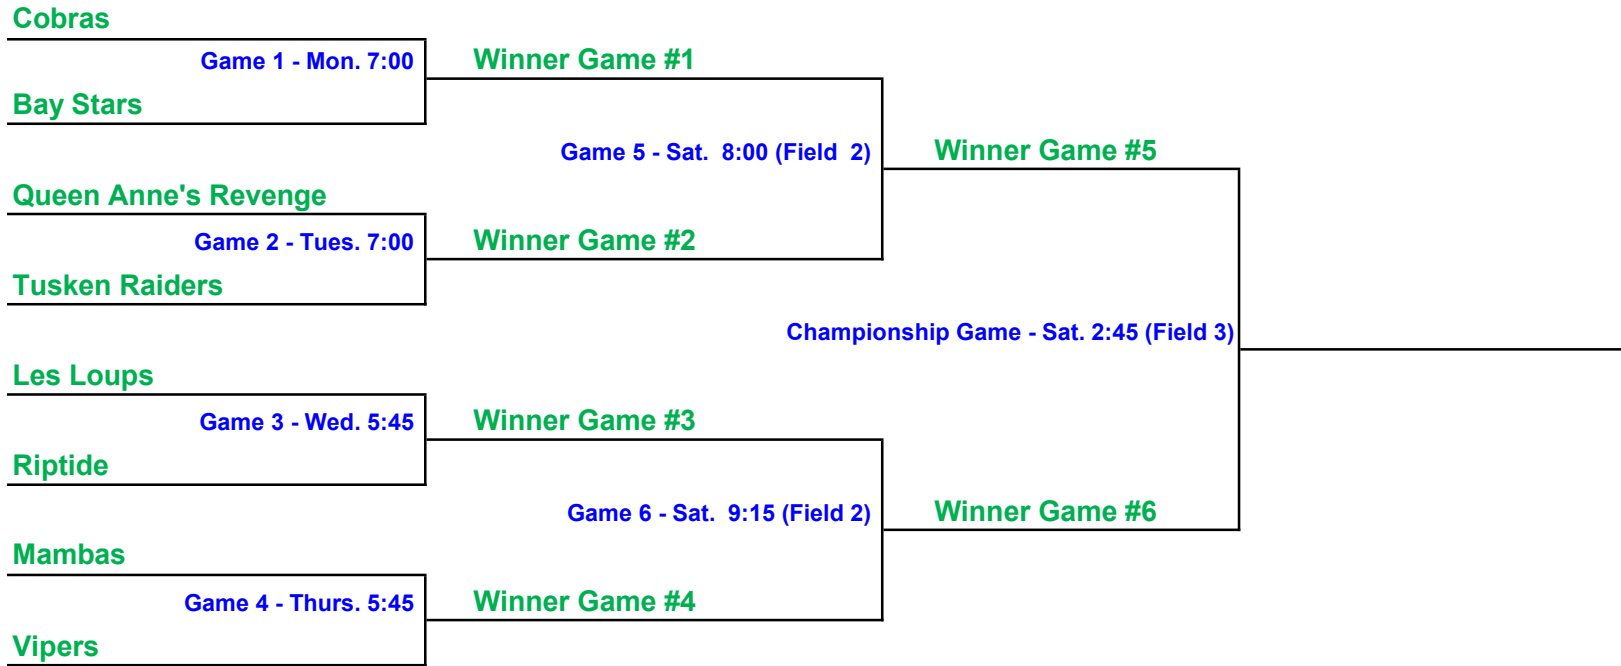 Cobras
Game 1 - Mon. 7:00
Winner Game #1
Bay Stars
Game 5 - Sat.  8:00 (Field  2)
Winner Game #5
Queen Anne's Revenge
Game 2 - Tues. 7:00
Winner Game #2
Tusken Raiders
Championship Game - Sat. 2:45 (Field 3)
Les Loups
Game 3 - Wed. 5:45
Winner Game #3
Riptide
Game 6 - Sat.  9:15 (Field 2)
Winner Game #6
Mambas
Game 4 - Thurs. 5:45
Winner Game #4
Vipers